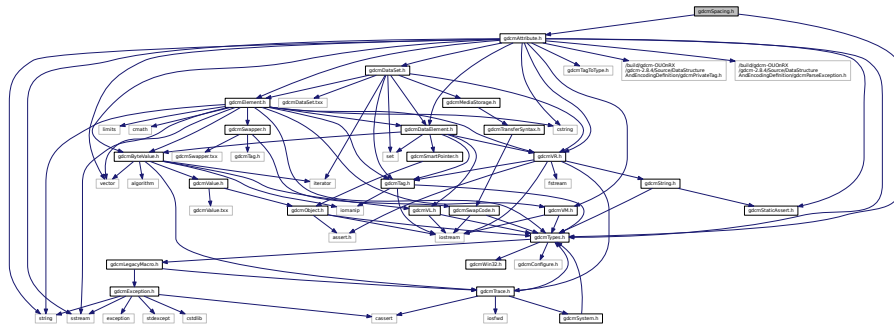 gdcmSpacing.h
gdcmAttribute.h
gdcmDataSet.h
gdcmTagToType.h
/build/gdcm-OUOnRX
/gdcm-2.8.4/Source/DataStructure
AndEncodingDefinition/gdcmPrivateTag.h
/build/gdcm-OUOnRX
/gdcm-2.8.4/Source/DataStructure
AndEncodingDefinition/gdcmParseException.h
gdcmElement.h
gdcmDataSet.txx
gdcmMediaStorage.h
limits
cmath
gdcmSwapper.h
gdcmDataElement.h
gdcmTransferSyntax.h
cstring
gdcmByteValue.h
gdcmSwapper.txx
gdcmTag.h
set
gdcmSmartPointer.h
gdcmVR.h
vector
algorithm
gdcmValue.h
iterator
gdcmTag.h
fstream
gdcmString.h
gdcmValue.txx
gdcmObject.h
iomanip
gdcmVL.h
gdcmSwapCode.h
gdcmVM.h
gdcmStaticAssert.h
assert.h
iostream
gdcmTypes.h
gdcmLegacyMacro.h
gdcmWin32.h
gdcmConfigure.h
gdcmException.h
gdcmTrace.h
string
sstream
exception
stdexcept
cstdlib
cassert
iosfwd
gdcmSystem.h